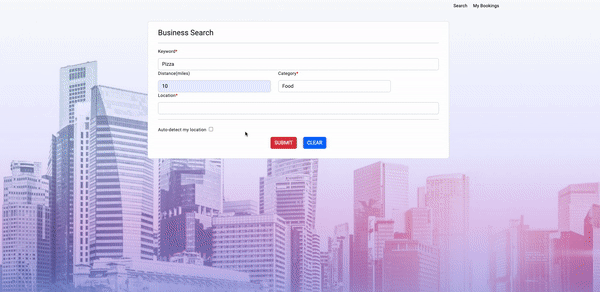 Search My Bookings
Business Search
Keyword*
Pizza
Distance(miles) Category*
10 Food
Location*
Auto-detect my location
SUBMIT CLEAR